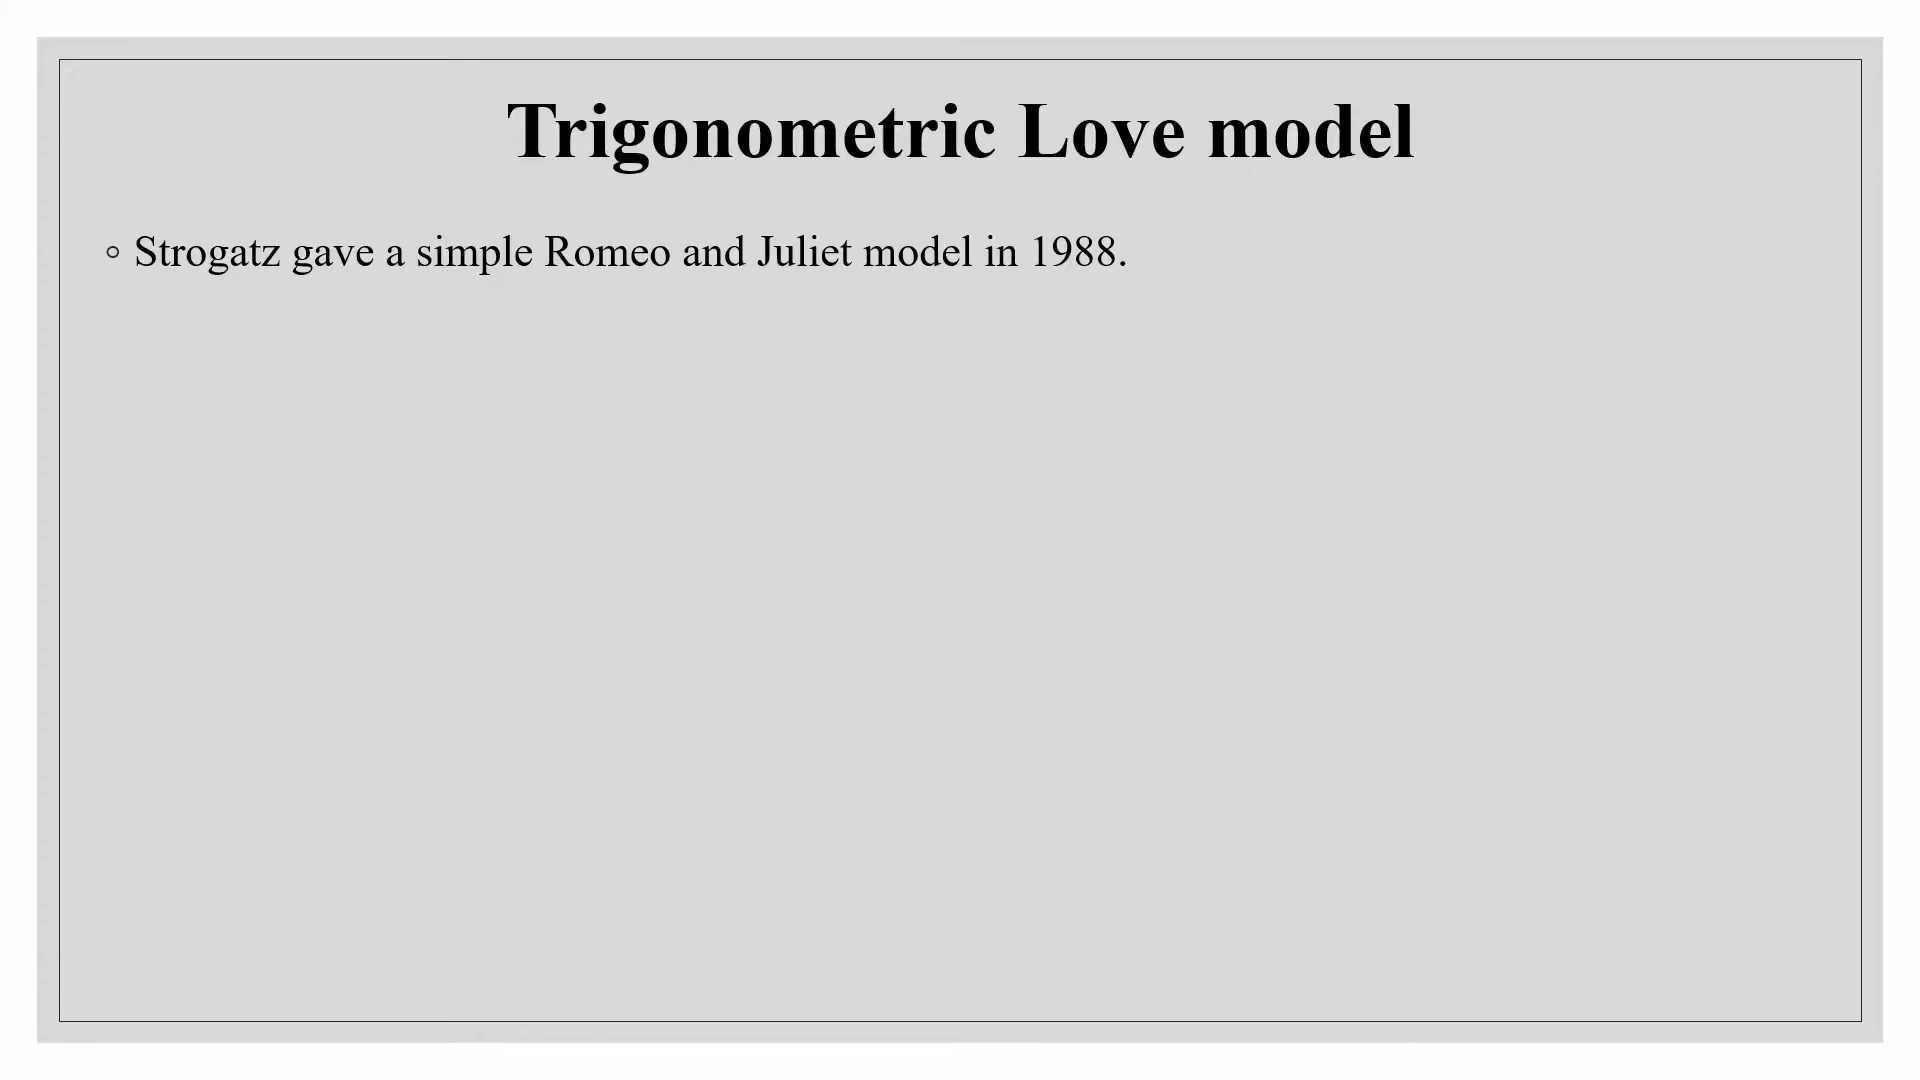 Trigonometric Love model
◦ Strogatz gave a simple Romeo and Juliet model in 1988.